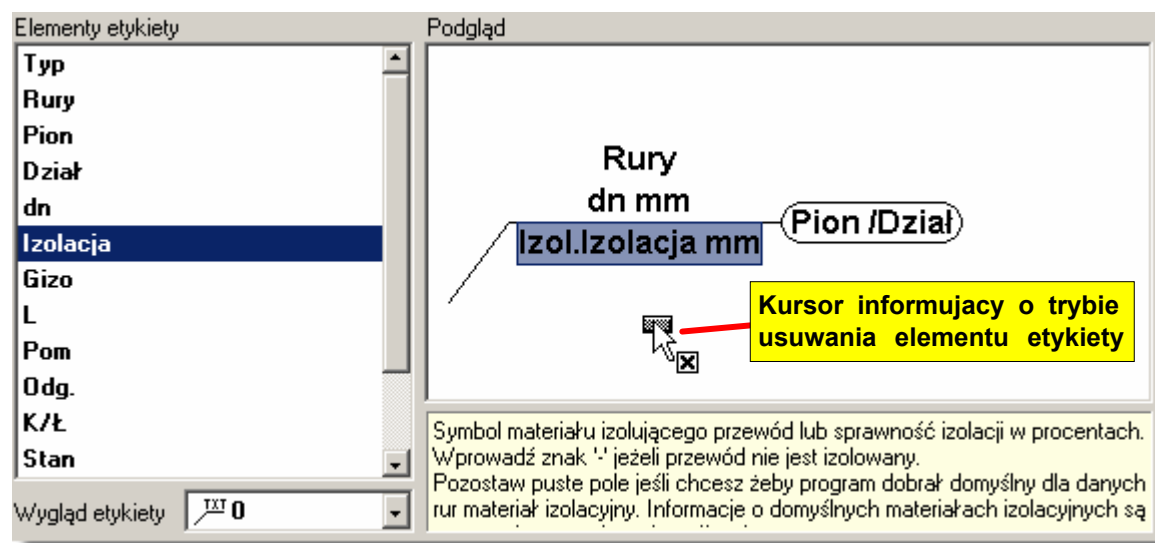 Elementy etykiety
Typ
Rury
Pion
Dział
dn
Izolacja
Gizo
L
Pom
Odg.
K/Ł
Stan
Wygląd etykiety
TXT 0
Podgląd
Rury
dn mm
Izol.Izolacja mm
Pion /Dział
Kursor informujacy o trybie
usuwania elementu etykiety
Symbol materiału izolującego przewód lub sprawność izolacji w procentach.
Wprowadź znak '-' jeżeli przewód nie jest izolowany.
Pozostaw puste pole jeśli chcesz żeby program dobrał domyślny dla danych
rur materiał izolacyjny. Informacje o domyślnych materiałach izolacyjnych są